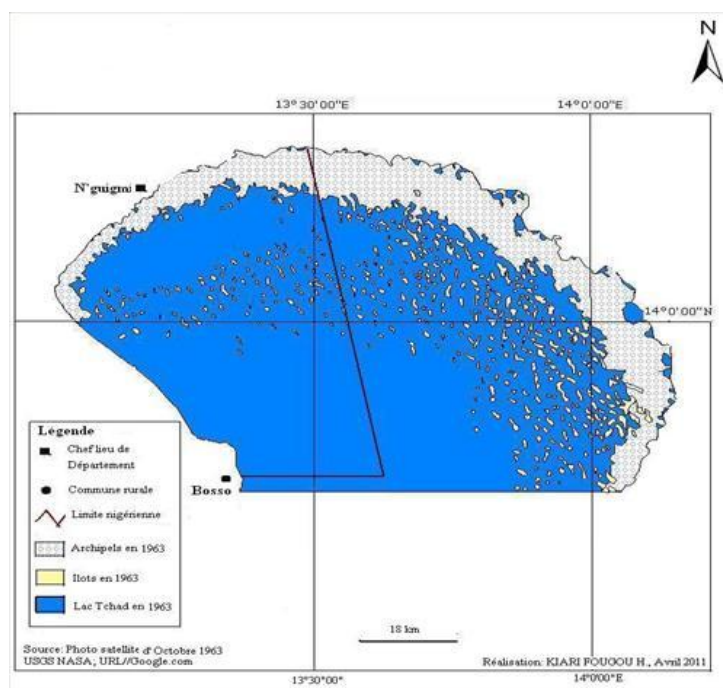 N
13°30'00"E
14°0'00"E
N'guigmi
14°0'00"N
Légende
Chef lieu de
Département
Commune rurale
Limite nigérienne
Archipels en 1963
Ilots en 1963
Lac Tchad en 1963
Bosso
18 km
Source: Photo satellite d'Octobre 1963
USGS NASA; URL//Google.com
Réalisation: KIARI FOUGOU H., Avril 2011
13°30'00"
14°0'00"E